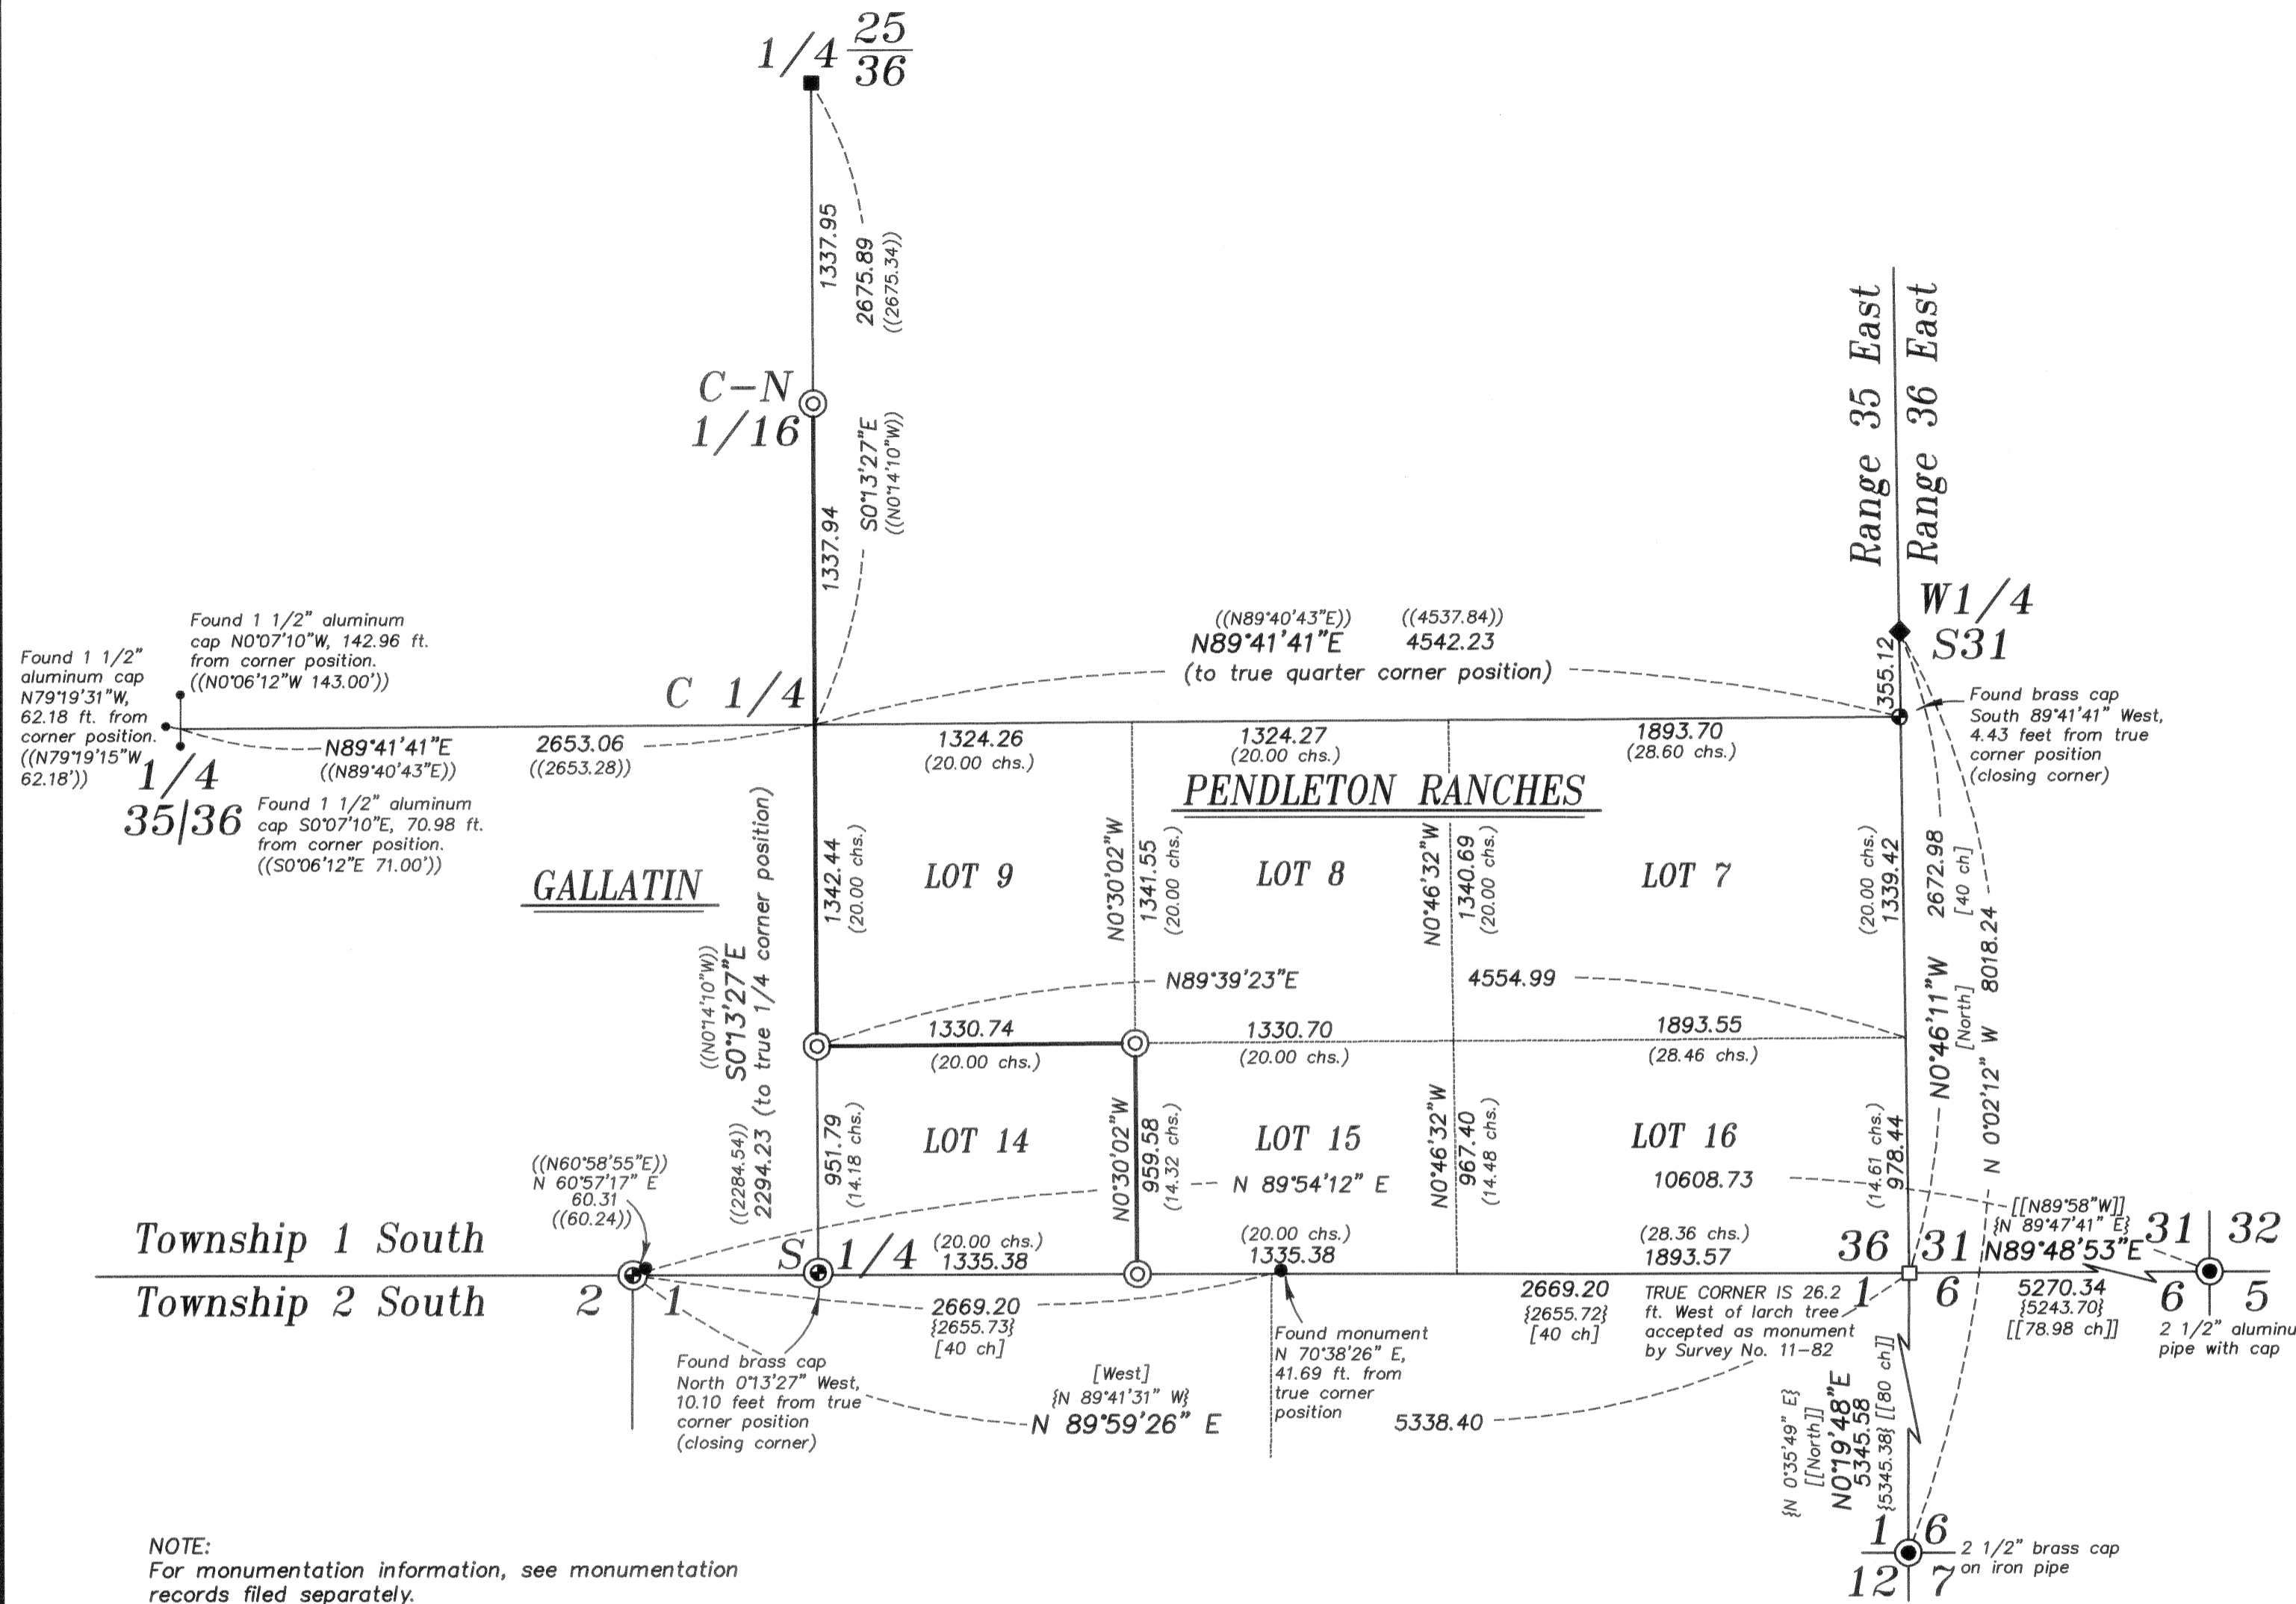 1/4 25
36
1337.95
2675.89
((2675.34))
C-N
1/16
1337.94
S0°13'27"E
((N0°14'10"W))
Range 35 East
Range 36 East
W1/4
S31
355.12
Found brass cap
South 89°41'41" West,
4.43 feet from true
corner position
(closing corner)
Found 1 1/2"
aluminum cap
N79°19'31"W,
62.18 ft. from
corner position.
((N79°19'15"W
62.18'))
Found 1 1/2" aluminum
cap N0°07'10"W, 142.96 ft.
from corner position.
((N0°06'12"W 143.00'))
1/4
35|36
Found 1 1/2" aluminum
cap S0°07'10"E, 70.98 ft.
from corner position.
((S0°06'12"E 71.00'))
N89°41'41"E 2653.06
((N89°40'43"E)) ((2653.28))
C 1/4
((N89°40'43"E)) ((4537.84))
N89°41'41"E 4542.23
(to true quarter corner position)
1324.26
(20.00 chs.)
1324.27
(20.00 chs.)
1893.70
(28.60 chs.)
PENDLETON RANCHES
GALLATIN
LOT 9
LOT 8
LOT 7
1342.44
(20.00 chs.)
N0°30'02"W
1341.55
(20.00 chs.)
N0°46'32"W
1340.69
(20.00 chs.)
(20.00 chs.)
1339.42
N0°46'11"W 2672.98
[North] [40 ch]
N 0°02'12" W 8018.24
((N0°14'10"W))
S0°13'27"E
((2284.54))
2294.23 (to true 1/4 corner position)
N89°39'23"E 4554.99
1330.74
(20.00 chs.)
1330.70
(20.00 chs.)
1893.55
(28.46 chs.)
LOT 14
LOT 15
LOT 16
951.79
(14.18 chs.)
N0°30'02"W
959.58
(14.32 chs.)
N0°46'32"W
967.40
(14.48 chs.)
(14.61 chs.)
978.44
N 89°54'12" E 10608.73
((N60°58'55"E))
N 60°57'17" E
60.31
((60.24))
Township 1 South
Township 2 South
2 1
S 1/4
(20.00 chs.)
1335.38
(20.00 chs.)
1335.38
(28.36 chs.)
1893.57
36 31
1 6
[[N89°58"W]]
{N 89°47'41" E}
N89°48'53"E
31 32
6 5
5270.34
{5243.70}
[[78.98 ch]]
2 1/2" aluminu
pipe with cap
2669.20
{2655.73}
[40 ch]
2669.20
{2655.72}
[40 ch]
TRUE CORNER IS 26.2
ft. West of larch tree
accepted as monument
by Survey No. 11-82
Found brass cap
North 0°13'27" West,
10.10 feet from true
corner position
(closing corner)
Found monument
N 70°38'26" E,
41.69 ft. from
true corner
position
[West]
{N 89°41'31" W}
N 89°59'26" E 5338.40
{N 0°35'49" E}
[[North]]
N0°19'48"E
5345.58
{5345.38} [[80 ch]]
1 6
12 7
2 1/2" brass cap
on iron pipe
NOTE:
For monumentation information, see monumentation
records filed separately.